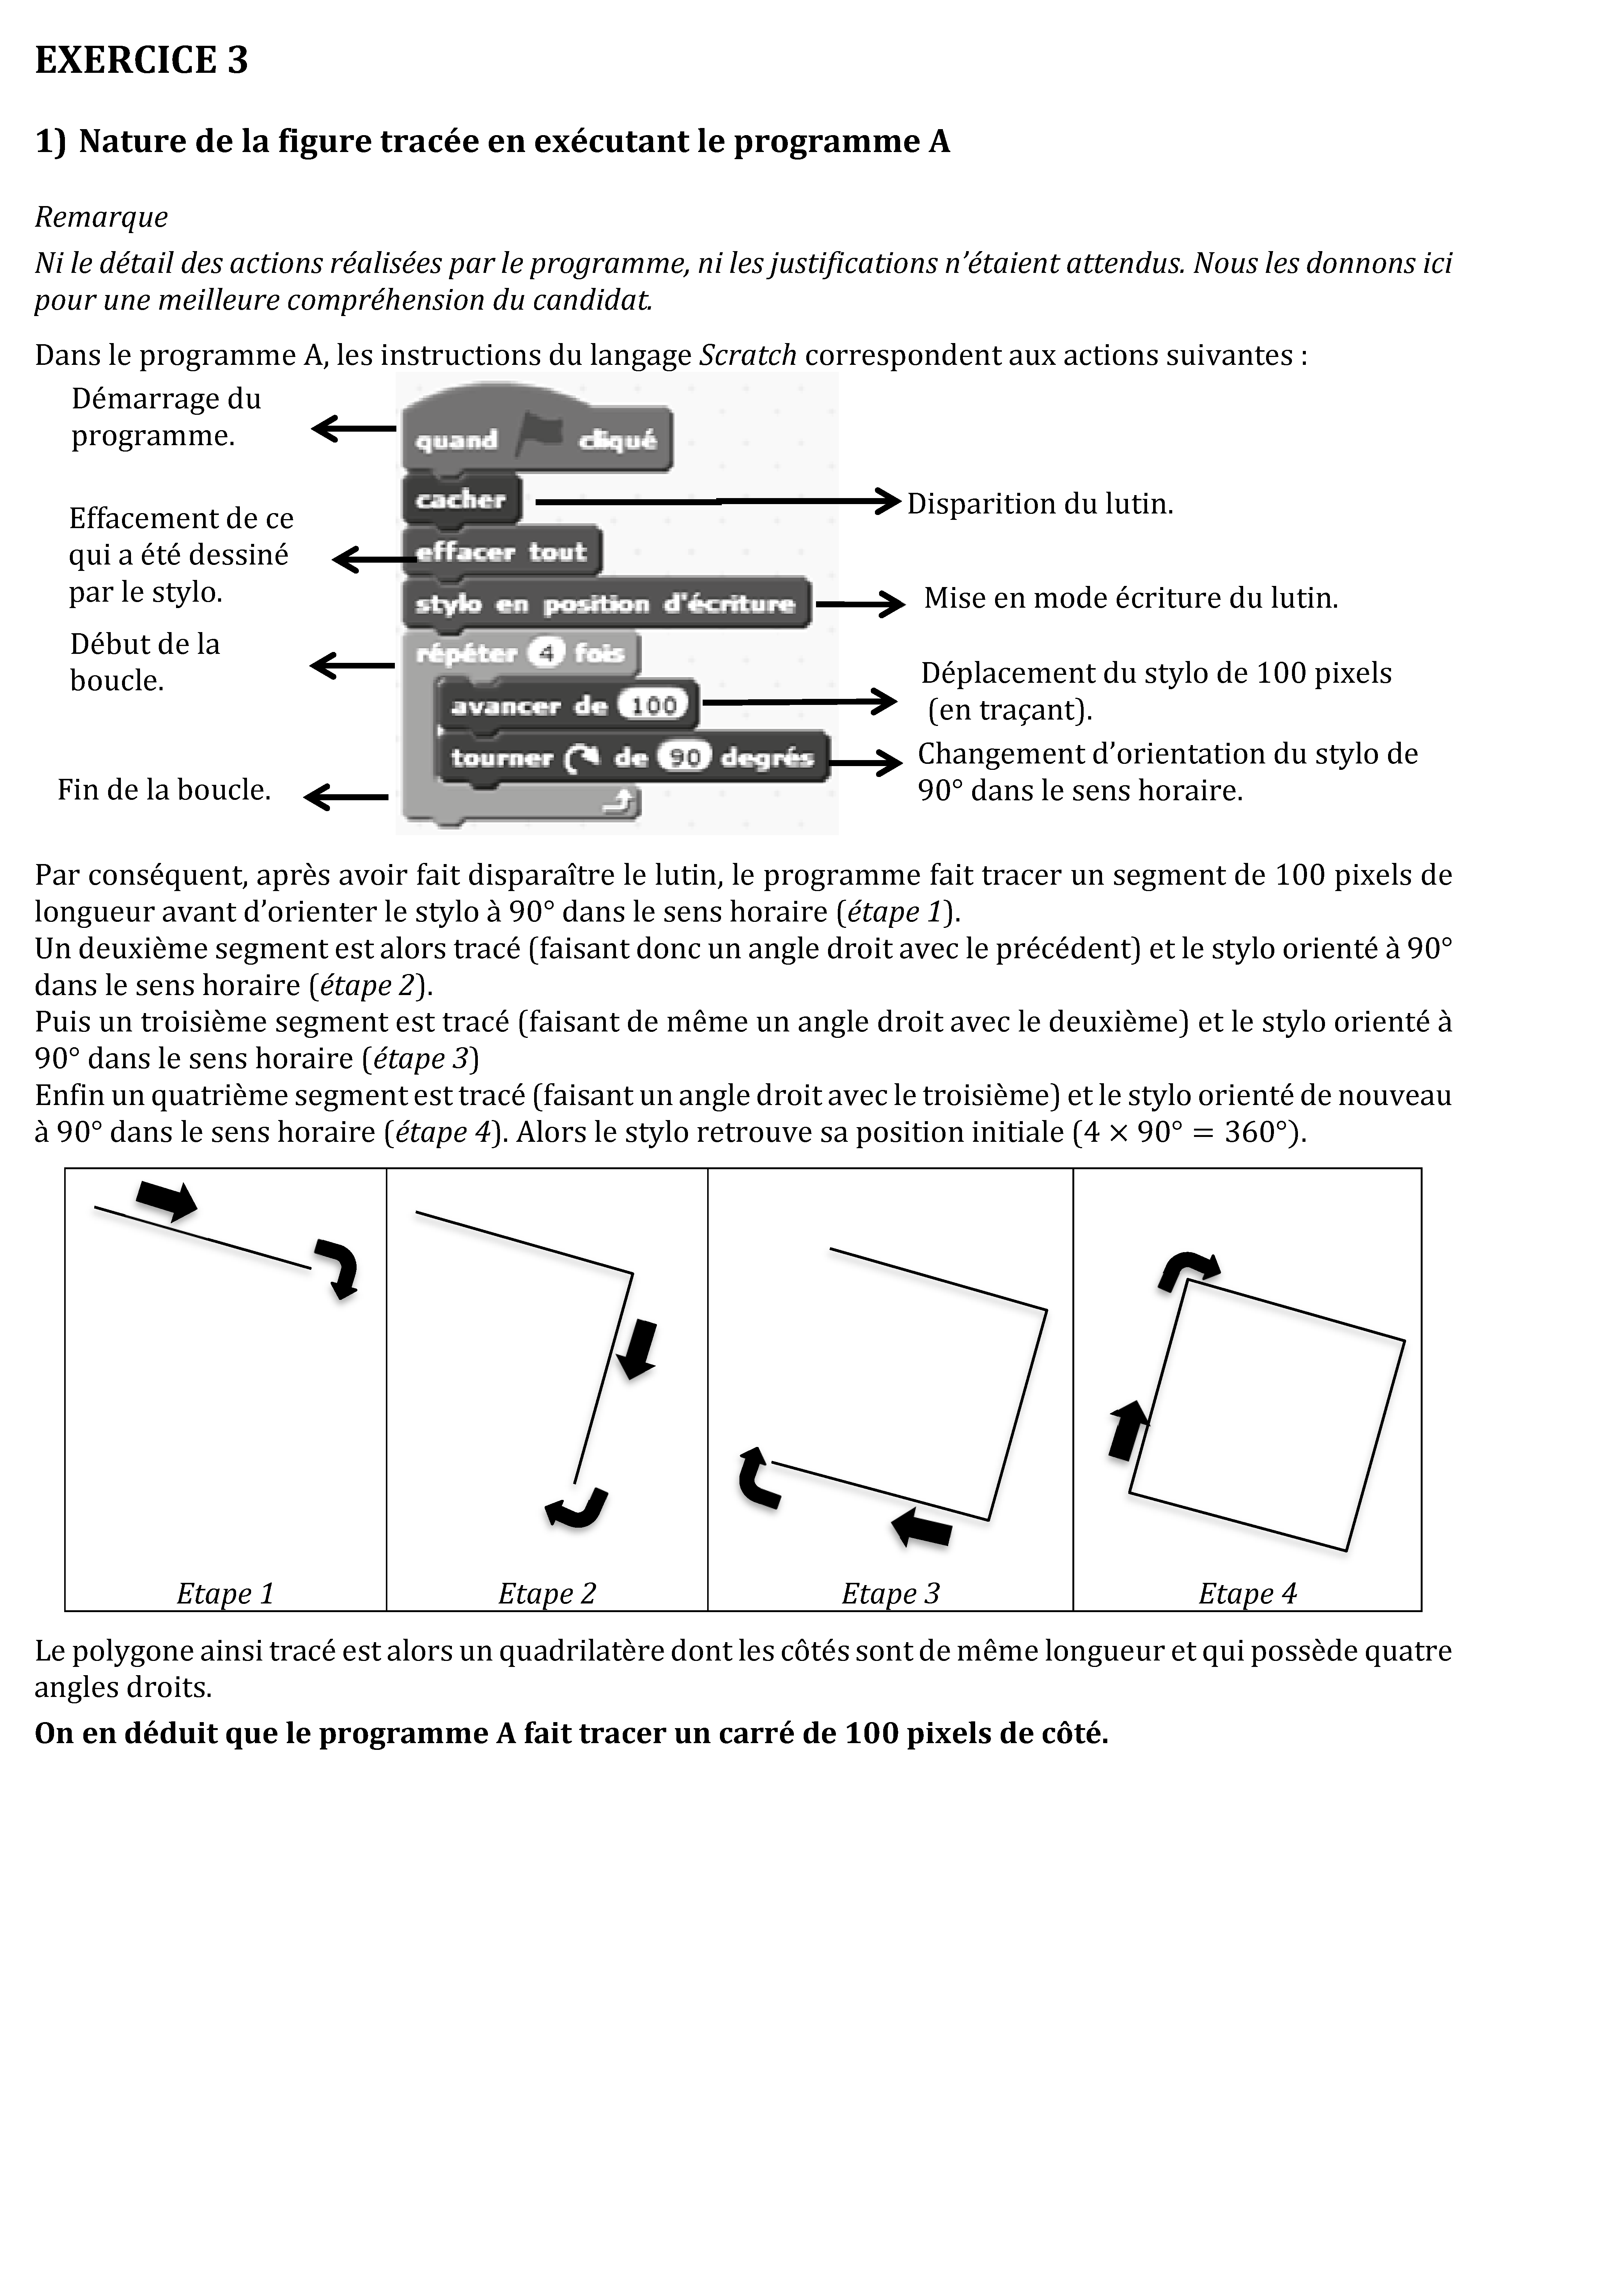 EXERCICE 3
1) Nature de la figure tracée en exécutant le programme A
Remarque
Ni le détail des actions réalisées par le programme, ni les justifications n’étaient attendus. Nous les donnons ici
pour une meilleure compréhension du candidat.
Dans le programme A, les instructions du langage Scratch correspondent aux actions suivantes :
Démarrage du
programme.
quand cliqué
cacher
Disparition du lutin.
Effacement de ce
qui a été dessiné
par le stylo.
effacer tout
stylo en position d'écriture
Mise en mode écriture du lutin.
Début de la
boucle.
répéter 4 fois
avancer de 100
Déplacement du stylo de 100 pixels
(en traçant).
tourner de 90 degrés
Changement d’orientation du stylo de
90° dans le sens horaire.
Fin de la boucle.
Par conséquent, après avoir fait disparaître le lutin, le programme fait tracer un segment de 100 pixels de
longueur avant d’orienter le stylo à 90° dans le sens horaire (étape 1).
Un deuxième segment est alors tracé (faisant donc un angle droit avec le précédent) et le stylo orienté à 90°
dans le sens horaire (étape 2).
Puis un troisième segment est tracé (faisant de même un angle droit avec le deuxième) et le stylo orienté à
90° dans le sens horaire (étape 3)
Enfin un quatrième segment est tracé (faisant un angle droit avec le troisième) et le stylo orienté de nouveau
à 90° dans le sens horaire (étape 4). Alors le stylo retrouve sa position initiale (4 × 90° = 360°).
Etape 1
Etape 2
Etape 3
Etape 4
Le polygone ainsi tracé est alors un quadrilatère dont les côtés sont de même longueur et qui possède quatre
angles droits.
On en déduit que le programme A fait tracer un carré de 100 pixels de côté.